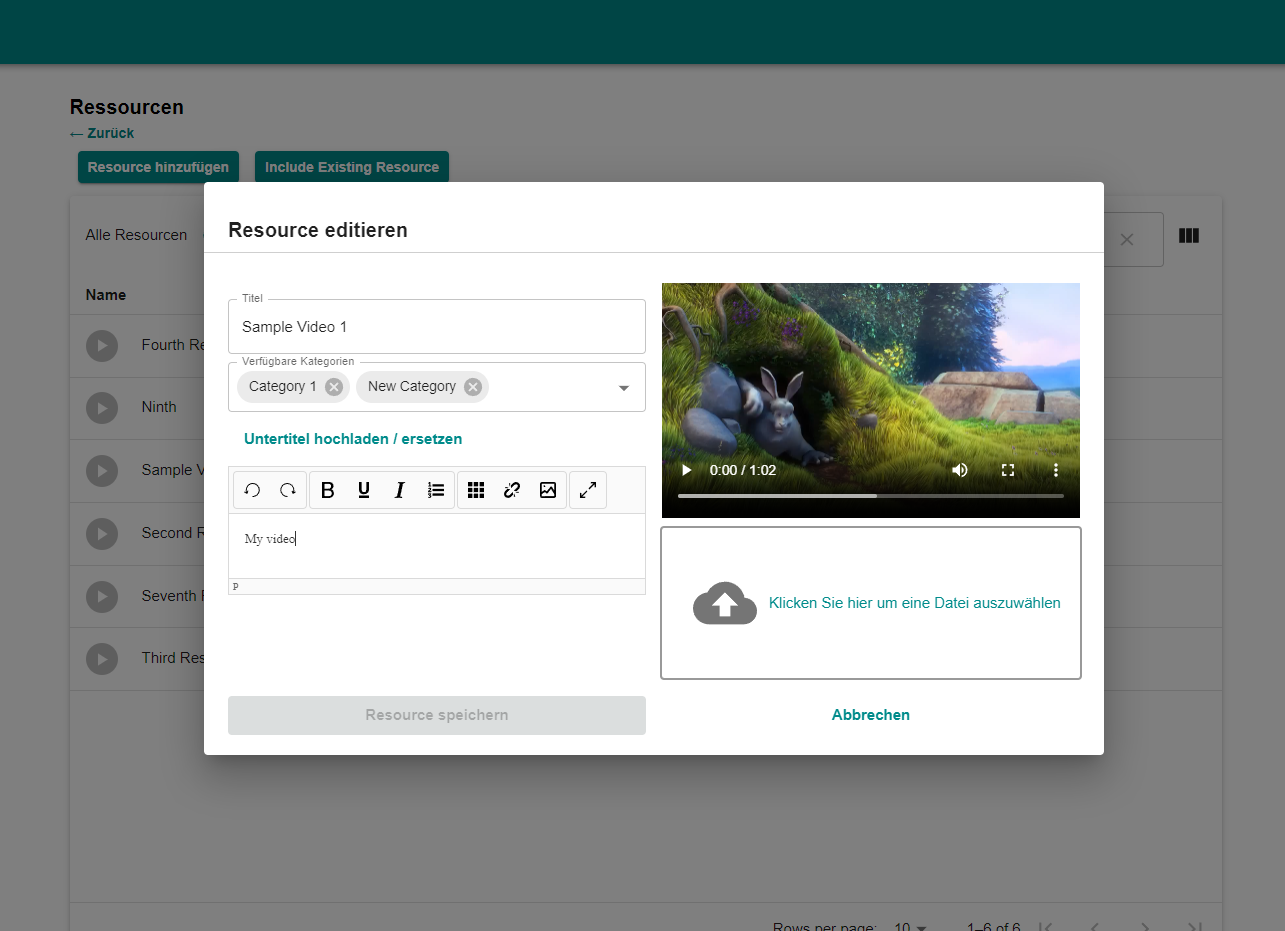 Ressourcen
← Zurück
Resource hinzufügen
Include Existing Resource
Alle Resourcen
Name
Fourth Re
Ninth
Sample V
Second R
Seventh
Third Res
Resource editieren
Titel
Sample Video 1
Verfügbare Kategorien
Category 1
New Category
Untertitel hochladen / ersetzen
B U I
My video
P
0:00 / 1:02
Klicken Sie hier um eine Datei auszuwählen
Resource speichern
Abbrechen
Rows per page: 10 1–6 of 6